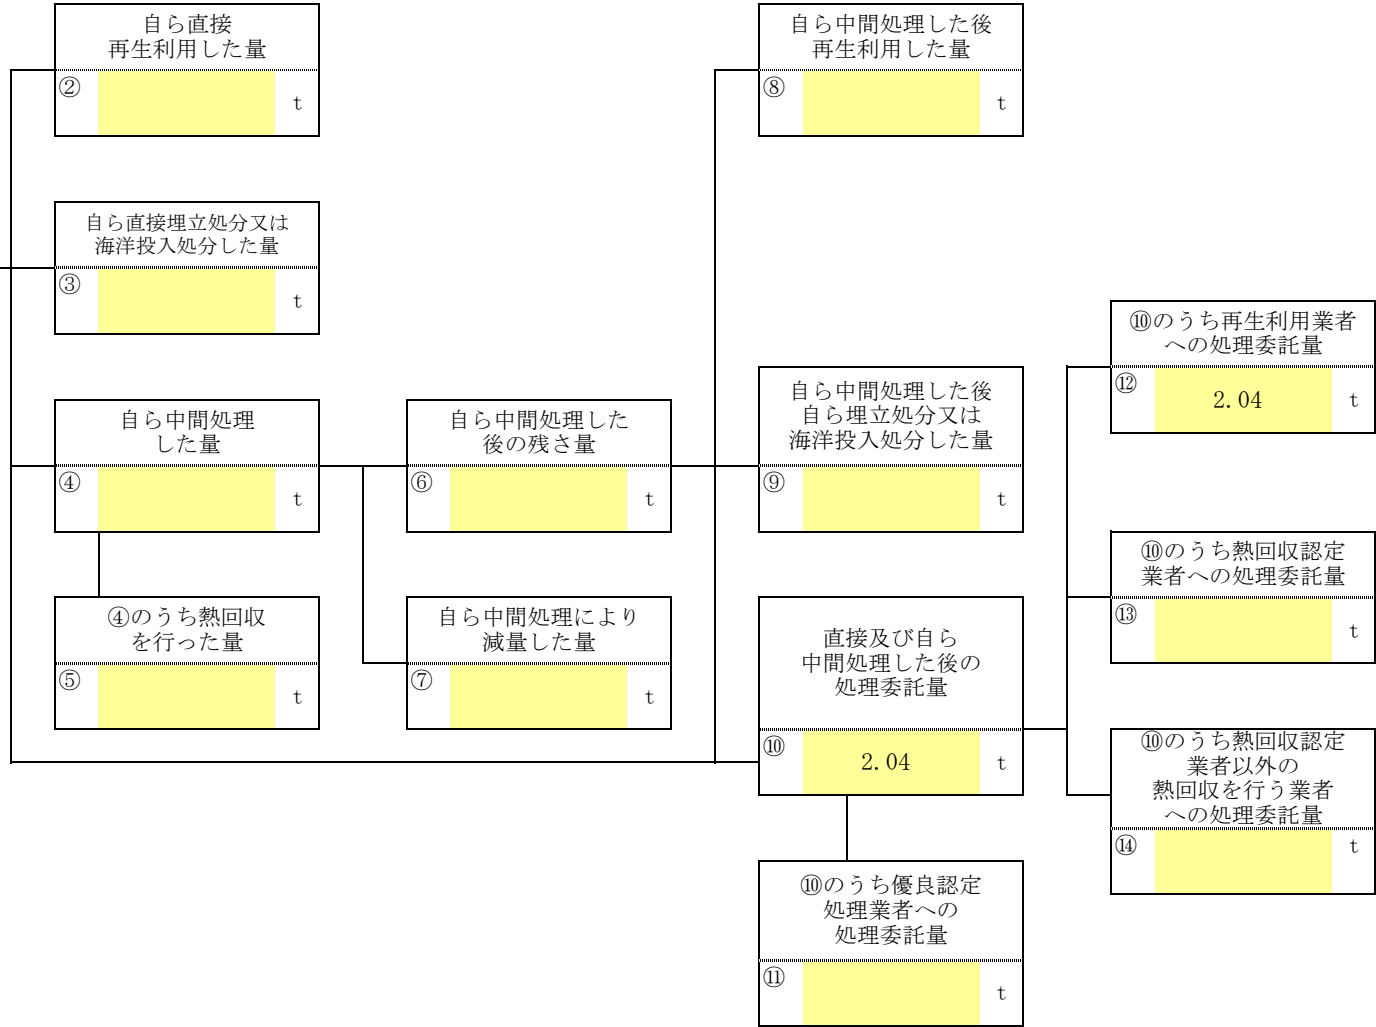 自ら直接
再生利用した量
②
t
自ら直接埋立処分又は
海洋投入処分した量
③
t
自ら中間処理
した量
④
t
④のうち熱回収
を行った量
⑤
t
自ら中間処理した
後の残さ量
⑥
t
自ら中間処理により
減量した量
⑦
t
自ら中間処理した後
再生利用した量
⑧
t
自ら中間処理した後
自ら埋立処分又は
海洋投入処分した量
⑨
t
直接及び自ら
中間処理した後の
処理委託量
⑩ 2.04 t
⑩のうち優良認定
処理業者への
処理委託量
⑪
t
⑩のうち再生利用業者
への処理委託量
⑫ 2.04 t
⑩のうち熱回収認定
業者への処理委託量
⑬
t
⑩のうち熱回収認定
業者以外の
熱回収を行う業者
への処理委託量
⑭
t